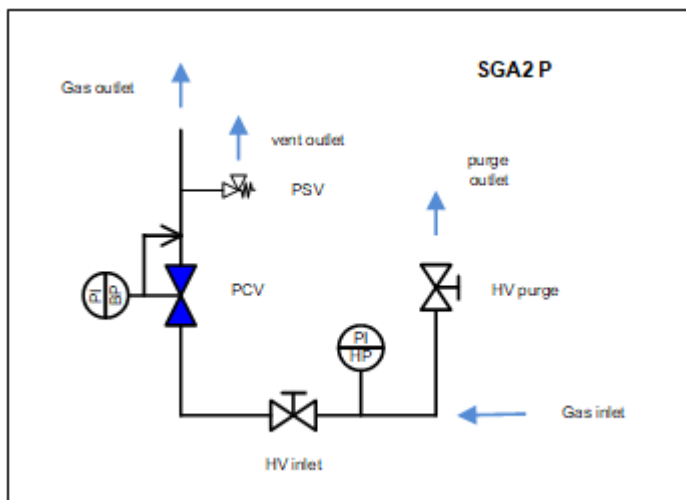 SGA2 P
Gas outlet
vent outlet
purge
outlet
PSV
PI
BP
PCV
HV purge
PI
HP
Gas inlet
HV inlet